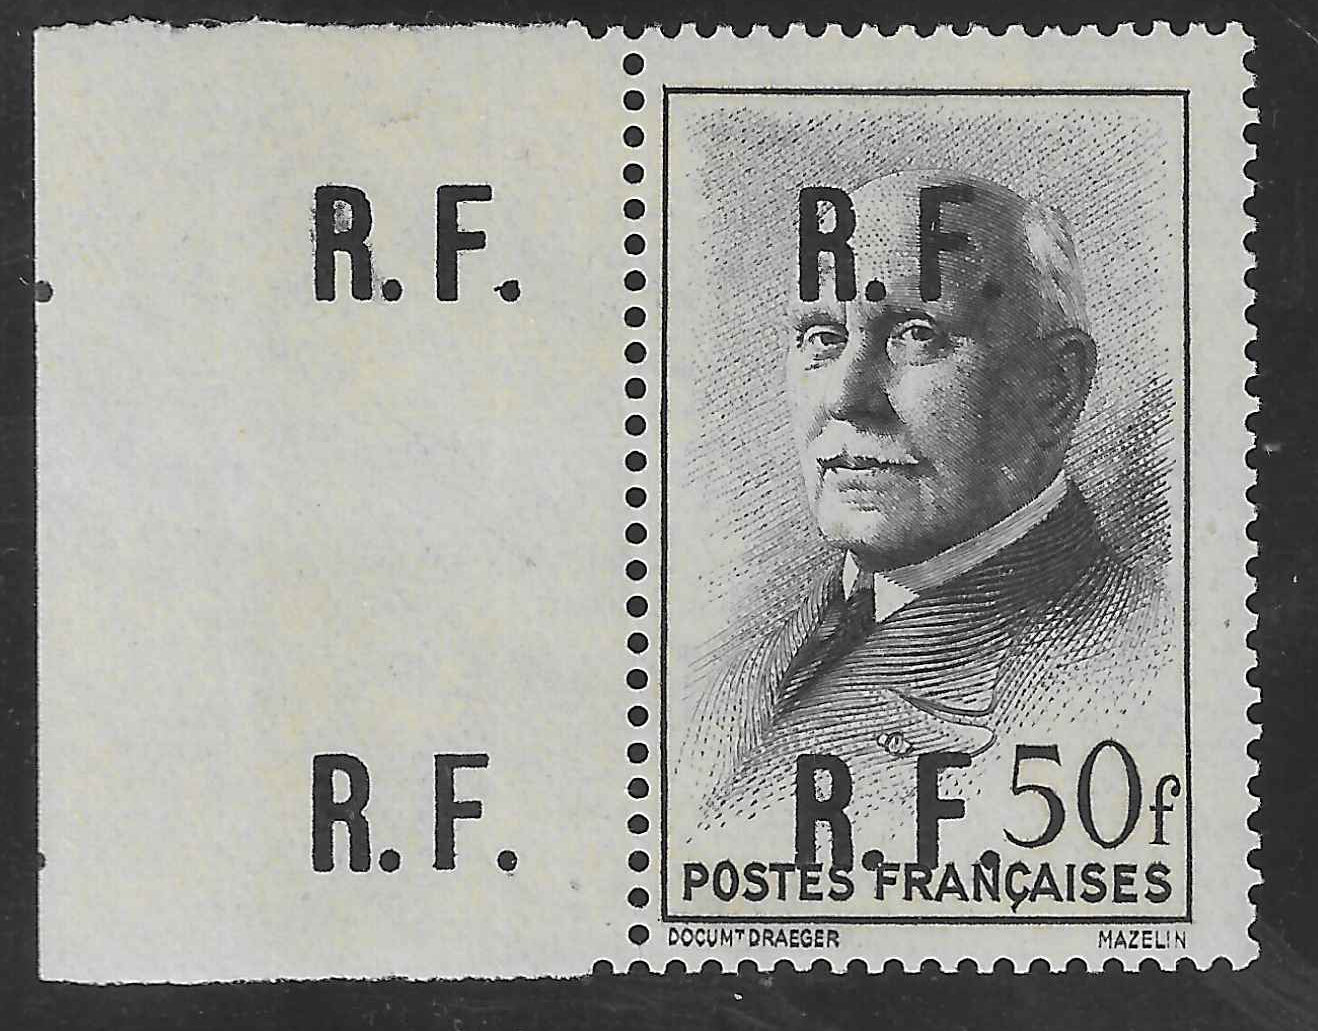 R.F.
R.F.
R.F.
R.F.
50f
POSTES FRANÇAISES
DOCUMT DRAEGER
MAZELIN